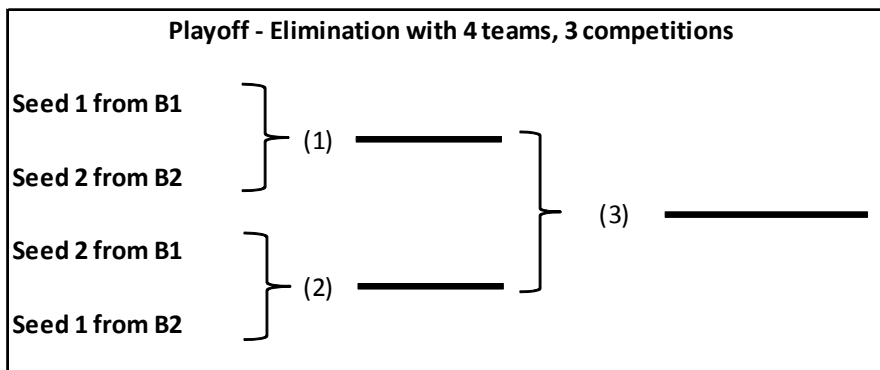 Playoff - Elimination with 4 teams, 3 competitions
Seed 1 from B1
(1)
Seed 2 from B2
(3)
Seed 2 from B1
(2)
Seed 1 from B2